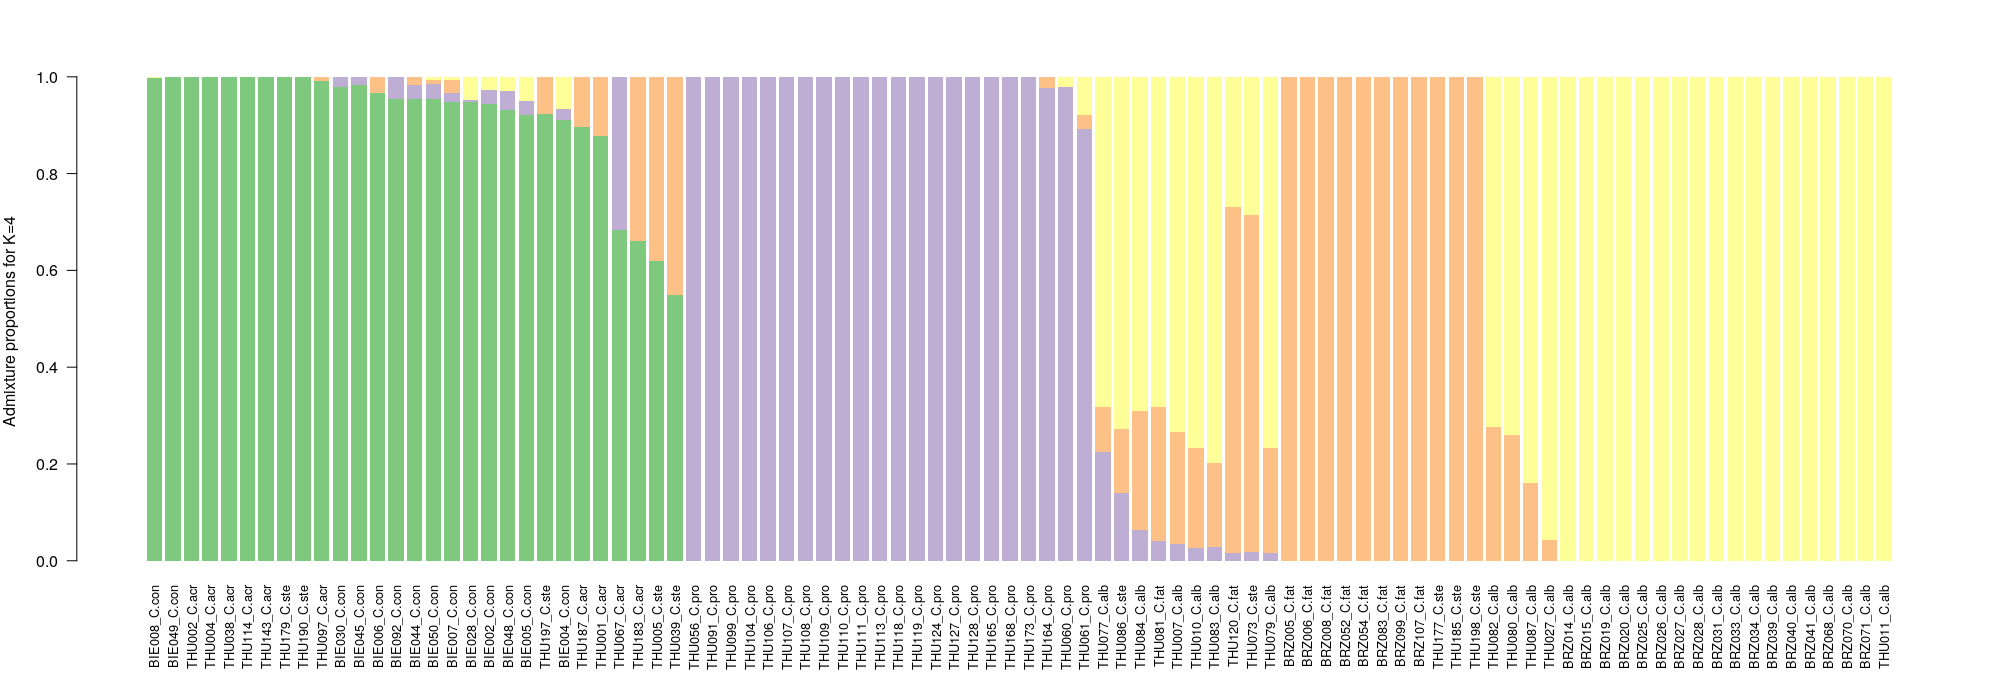 Admixture proportions for K=4
1.0
0.8
0.6
0.4
0.2
0.0
BIE008_C.con
BIE049_C.con
THU002_C.acr
THU004_C.acr
THU038_C.acr
THU114_C.acr
THU143_C.acr
THU179_C.ste
THU190_C.ste
THU097_C.acr
BIE030_C.con
BIE045_C.con
BIE006_C.con
BIE092_C.con
BIE044_C.con
BIE050_C.con
BIE007_C.con
BIE028_C.con
BIE002_C.con
BIE048_C.con
BIE005_C.con
THU197_C.ste
BIE004_C.con
THU187_C.acr
THU001_C.acr
THU067_C.acr
THU183_C.acr
THU005_C.ste
THU039_C.ste
THU056_C.pro
THU091_C.pro
THU099_C.pro
THU104_C.pro
THU106_C.pro
THU107_C.pro
THU108_C.pro
THU109_C.pro
THU110_C.pro
THU111_C.pro
THU113_C.pro
THU118_C.pro
THU119_C.pro
THU124_C.pro
THU127_C.pro
THU128_C.pro
THU165_C.pro
THU168_C.pro
THU173_C.pro
THU164_C.pro
THU060_C.pro
THU061_C.pro
THU077_C.alb
THU086_C.ste
THU084_C.alb
THU081_C.fat
THU007_C.alb
THU010_C.alb
THU083_C.alb
THU120_C.fat
THU073_C.ste
THU079_C.alb
BRZ005_C.fat
BRZ006_C.fat
BRZ008_C.fat
BRZ052_C.fat
BRZ054_C.fat
BRZ083_C.fat
BRZ099_C.fat
BRZ107_C.fat
THU177_C.ste
THU185_C.ste
THU198_C.ste
THU082_C.alb
THU080_C.alb
THU087_C.alb
THU027_C.alb
BRZ014_C.alb
BRZ015_C.alb
BRZ019_C.alb
BRZ020_C.alb
BRZ025_C.alb
BRZ026_C.alb
BRZ027_C.alb
BRZ028_C.alb
BRZ031_C.alb
BRZ033_C.alb
BRZ034_C.alb
BRZ039_C.alb
BRZ040_C.alb
BRZ041_C.alb
BRZ068_C.alb
BRZ070_C.alb
BRZ071_C.alb
THU011_C.alb